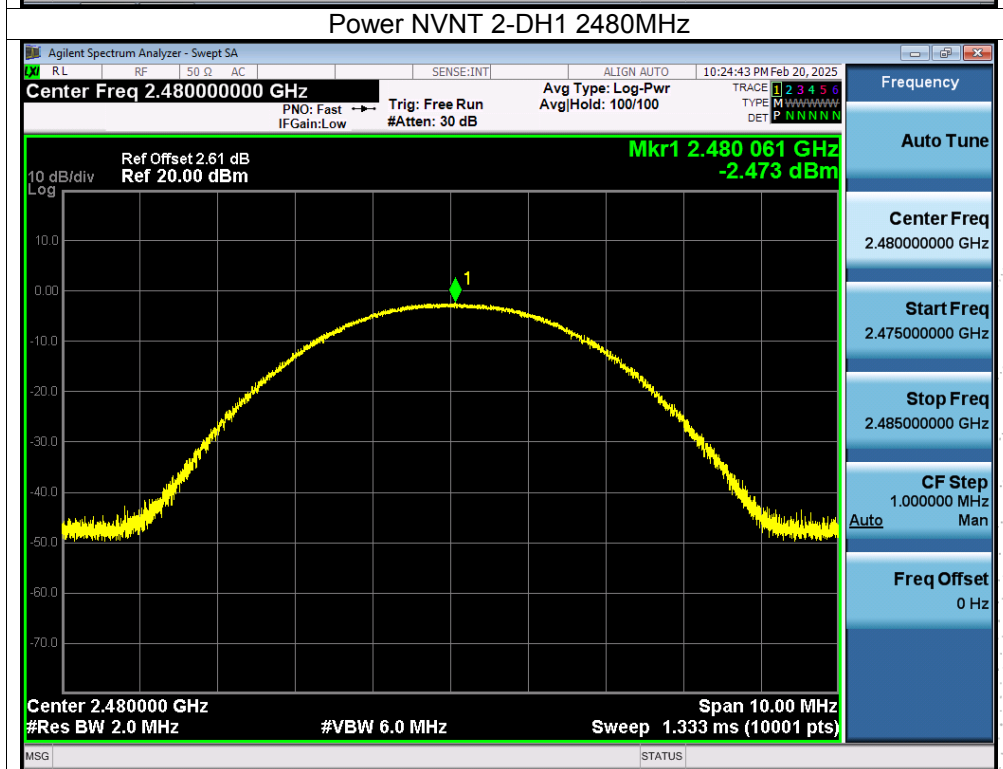 Power NVNT 2-DH1 2480MHz
Agilent Spectrum Analyzer - Swept SA
LXI RL RF 50 Ω AC SENSE:INT ALIGN AUTO 10:24:43 PM Feb 20, 2025
Center Freq 2.480000000 GHz
PNO: Fast
IFGain:Low
Trig: Free Run
#Atten: 30 dB
Avg Type: Log-Pwr
Avg|Hold: 100/100
TRACE 1 2 3 4 5 6
TYPE M WWWWW
DET P N N N N N
Mkr1 2.480 061 GHz
-2.473 dBm
Ref Offset 2.61 dB
10 dB/div Ref 20.00 dBm
Log
10.0
0.00
-10.0
-20.0
-30.0
-40.0
-50.0
-60.0
-70.0
1
Center 2.480000 GHz Span 10.00 MHz
#Res BW 2.0 MHz #VBW 6.0 MHz Sweep 1.333 ms (10001 pts)
MSG STATUS
Frequency
Auto Tune
Center Freq
2.480000000 GHz
Start Freq
2.475000000 GHz
Stop Freq
2.485000000 GHz
CF Step
1.000000 MHz
Auto Man
Freq Offset
0 Hz